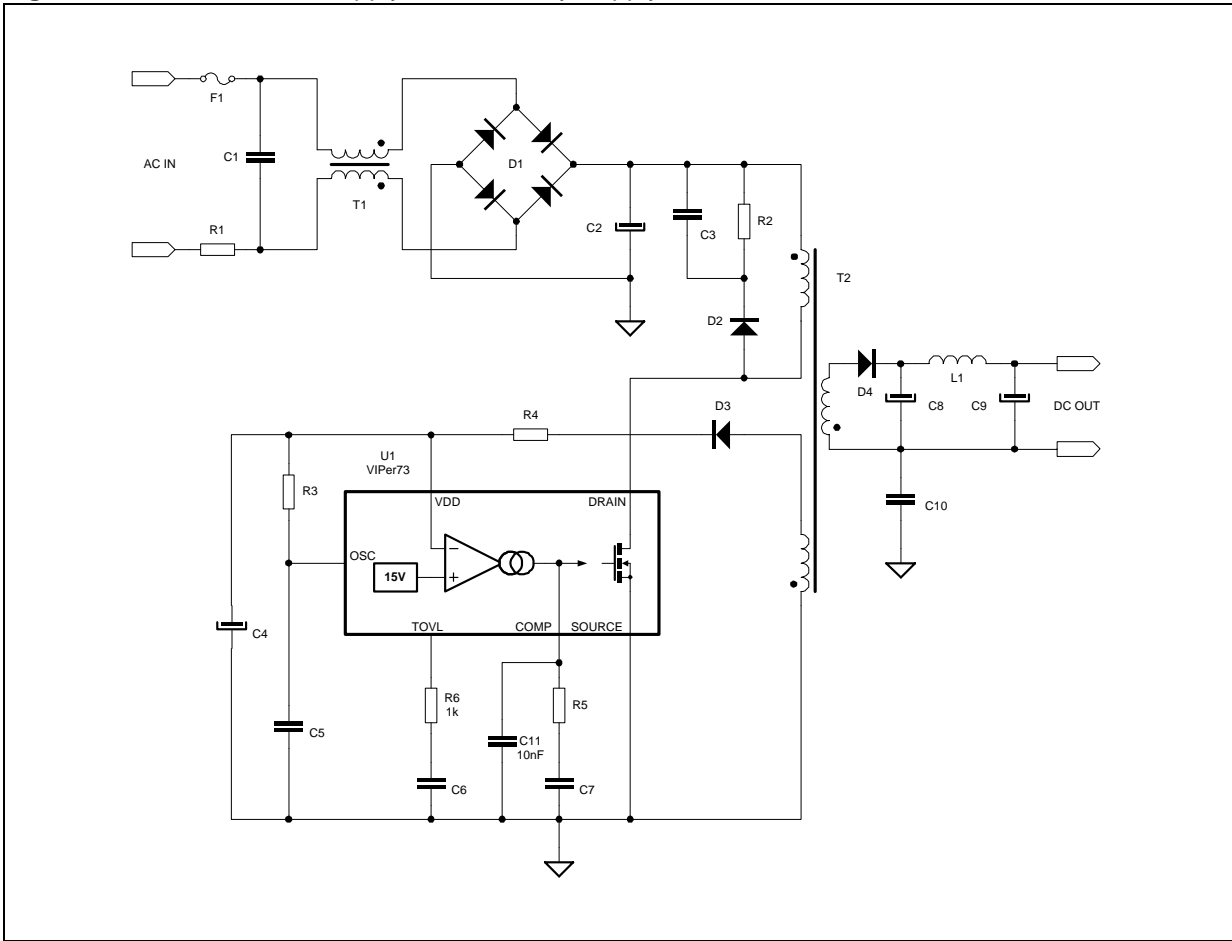 F1
C1
AC IN
T1
R1
D1
C2
C3
R2
T2
D2
D4
L1
C8
C9
DC OUT
C10
R4
D3
U1
VIPer73
R3
VDD
DRAIN
OSC
15V
−
+
TOVL
COMP
SOURCE
C4
R6
1k
R5
C5
C11
10nF
C6
C7